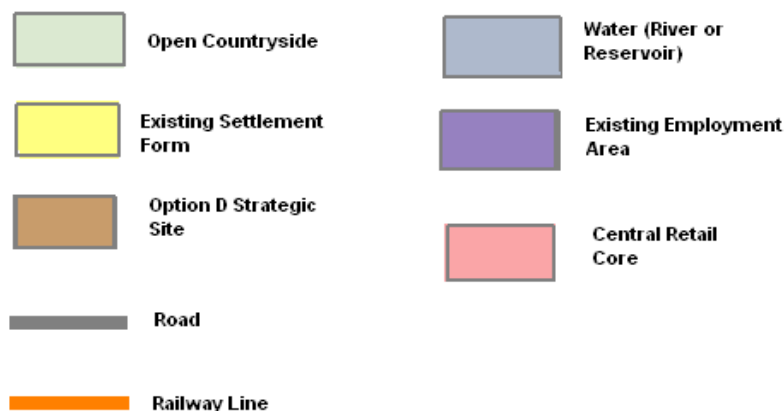 Open Countryside
Existing Settlement
Form
Option D Strategic
Site
Road
Railway Line
Water (River or
Reservoir)
Existing Employment
Area
Central Retail
Core